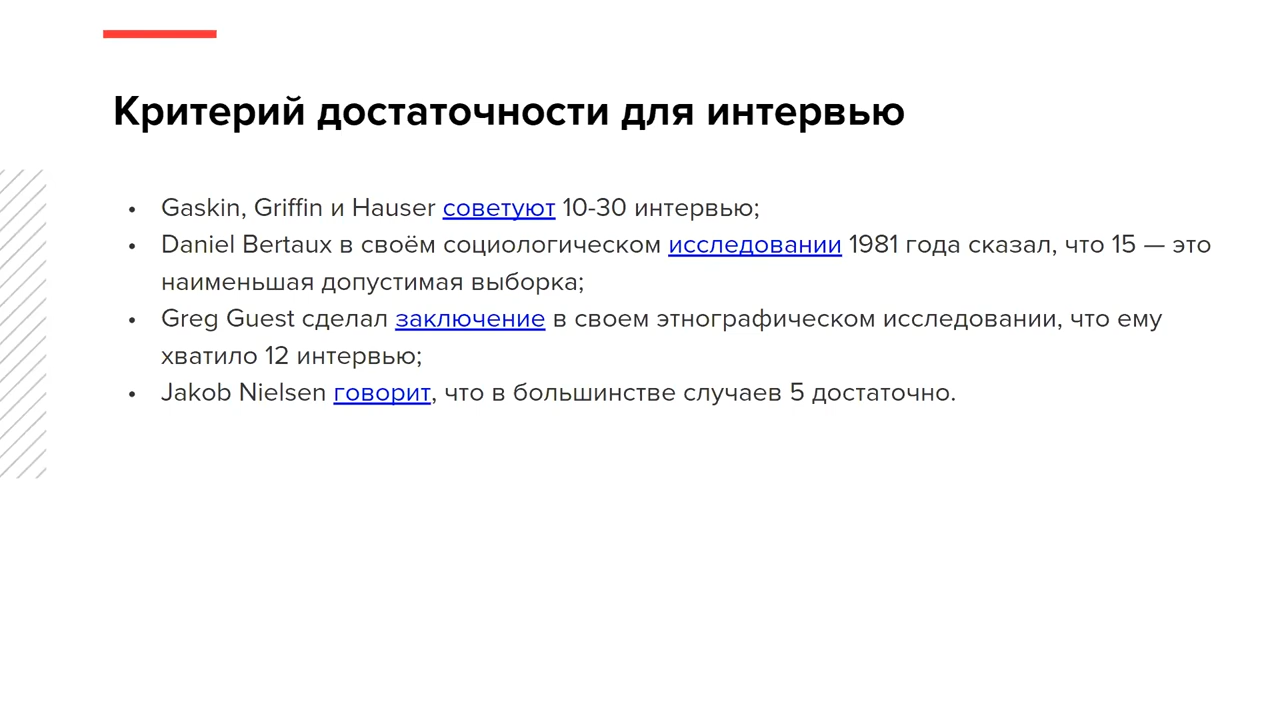 Критерий достаточности для интервью
• Gaskin, Griffin и Hauser советуют 10-30 интервью;
• Daniel Bertaux в своём социологическом исследовании 1981 года сказал, что 15 — это
наименьшая допустимая выборка;
• Greg Guest сделал заключение в своем этнографическом исследовании, что ему
хватило 12 интервью;
• Jakob Nielsen говорит, что в большинстве случаев 5 достаточно.